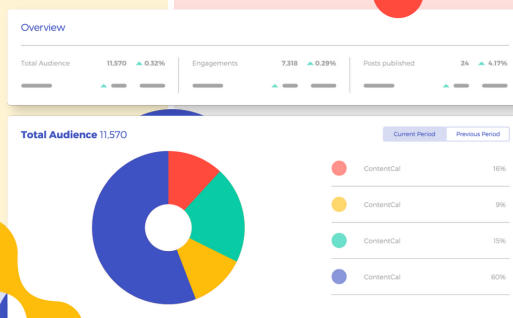 Overview
Total Audience 11,570 0.32% Engagements 7,318 0.29% Posts published 24 4.17%
Total Audience 11,570 Current Period Previous Period
ContentCal 16%
ContentCal 9%
ContentCal 15%
ContentCal 60%